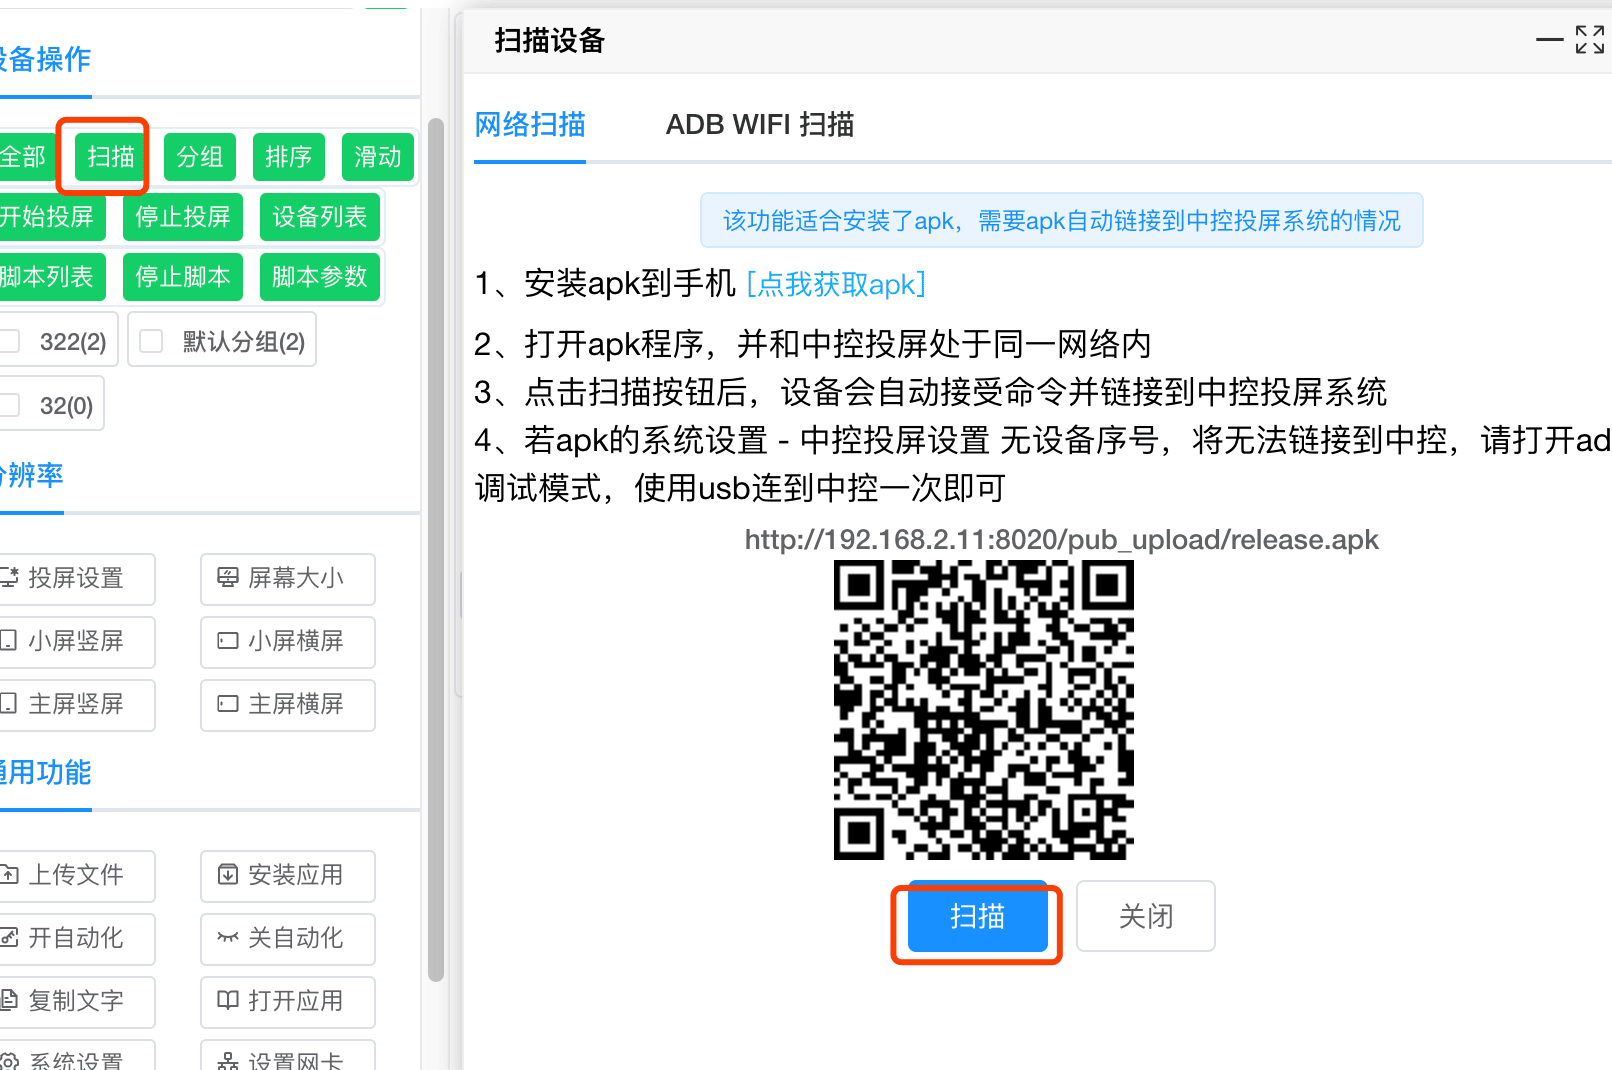 设备操作
全部 扫描 分组 排序 滑动
开始投屏 停止投屏 设备列表
脚本列表 停止脚本 脚本参数
322(2) 默认分组(2)
32(0)
分辨率
投屏设置 屏幕大小
小屏竖屏 小屏横屏
主屏竖屏 主屏横屏
通用功能
上传文件 安装应用
开自动化 关自动化
复制文字 打开应用
系统设置 设置网卡
扫描设备
网络扫描 ADB WIFI 扫描
该功能适合安装了apk，需要apk自动链接到中控投屏系统的情况
1、安装apk到手机 [点我获取apk]
2、打开apk程序，并和中控投屏处于同一网络内
3、点击扫描按钮后，设备会自动接受命令并链接到中控投屏系统
4、若apk的系统设置 - 中控投屏设置 无设备序号，将无法链接到中控，请打开ad
调试模式，使用usb连到中控一次即可
http://192.168.2.11:8020/pub_upload/release.apk
扫描 关闭